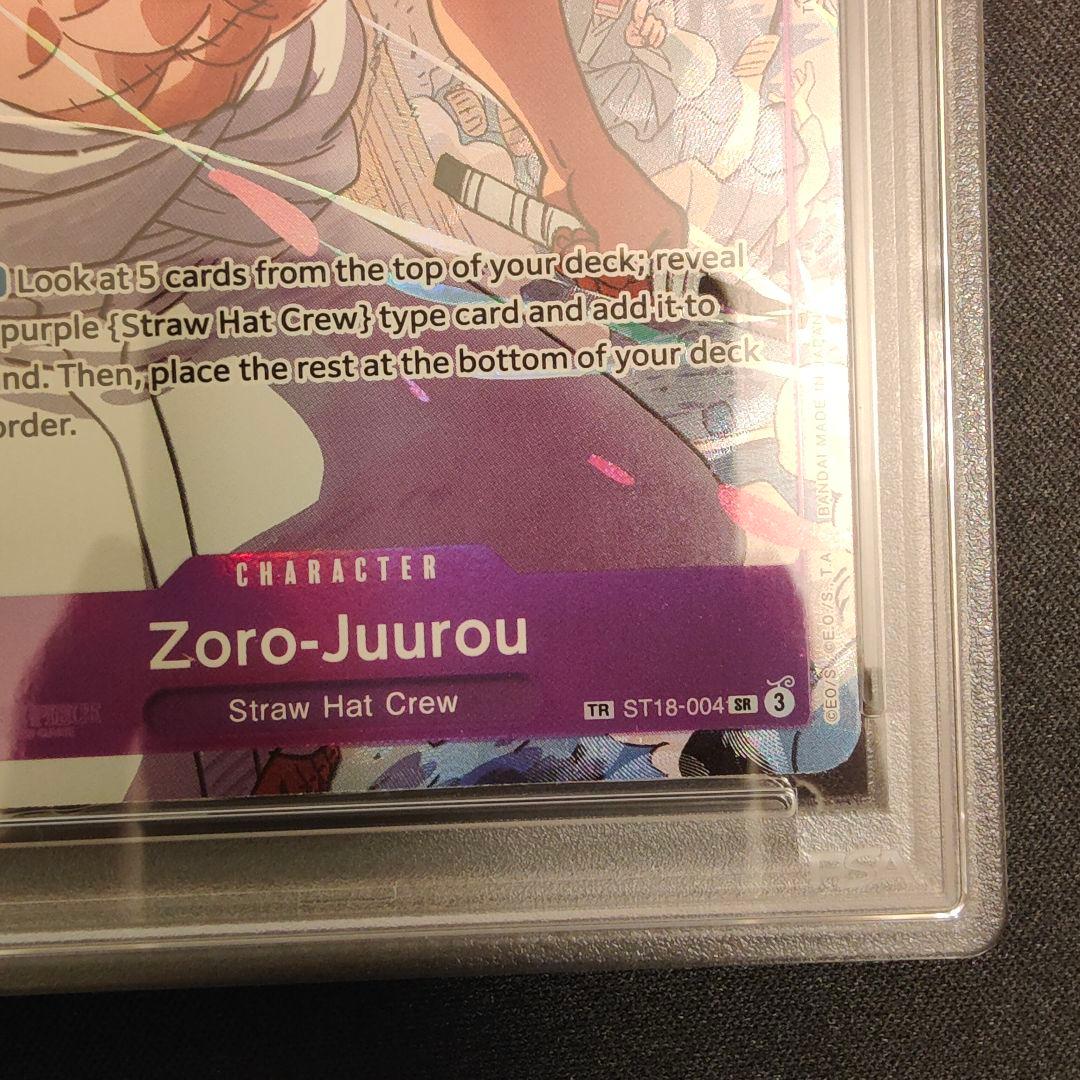 Look at 5 cards from the top of your deck; reveal
purple {Straw Hat Crew} type card and add it to
nd. Then, place the rest at the bottom of your deck
order.
CHARACTER
Zoro-Juurou
Straw Hat Crew
TR ST18-004 SR 3
©EO/S., ©E.O./S., T.A. BANDAI MADE IN JAPAN
PSA